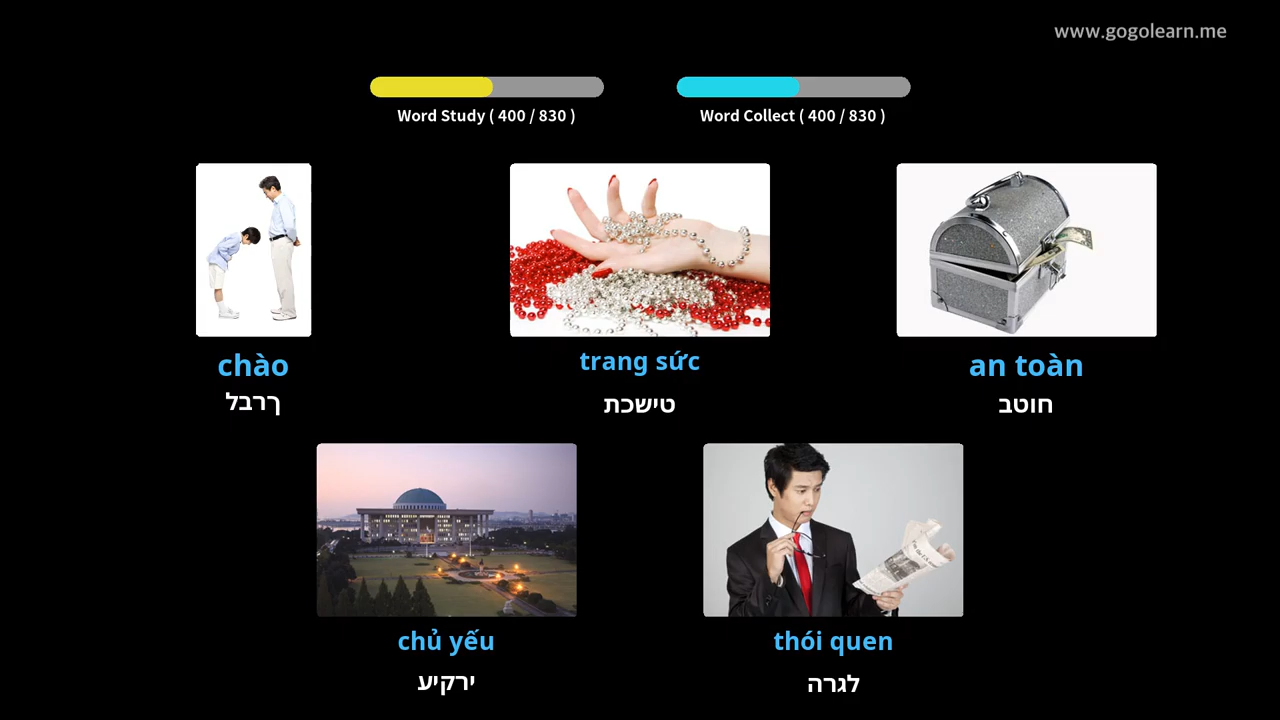 www.gogolearn.me
Word Study ( 400 / 830 )
Word Collect ( 400 / 830 )
chào
ךרבל
trang sức
טישכת
an toàn
חוטב
chủ yếu
ירקיע
thói quen
לגרה